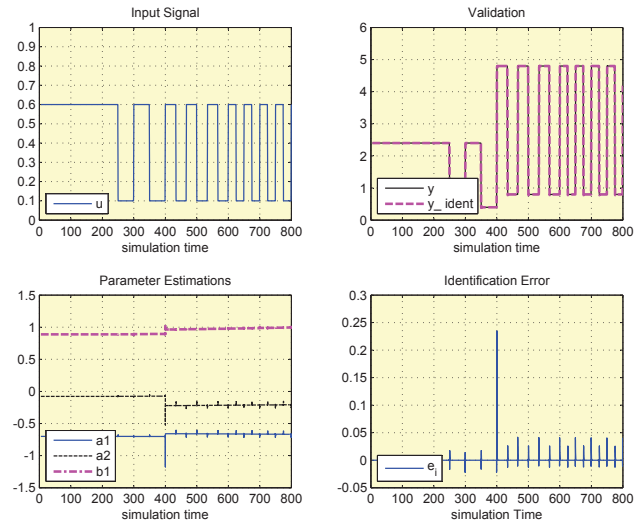 Input Signal
1
0.9
0.8
0.7
0.6
0.5
0.4
0.3
0.2
0.1
0
u
0 100 200 300 400 500 600 700 800
simulation time
Validation
6
5
4
3
2
1
0
y
y_ ident
0 100 200 300 400 500 600 700 800
simulation time
Parameter Estimations
1.5
1
0.5
0
-0.5
-1
-1.5
a1
a2
b1
0 100 200 300 400 500 600 700 800
simulation time
Identification Error
0.3
0.25
0.2
0.15
0.1
0.05
0
-0.05
e_i
0 100 200 300 400 500 600 700 800
simulation Time